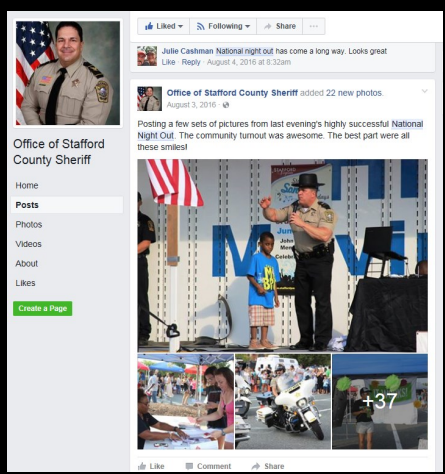 Liked
Following
Share
Julie Cashman National night out has come a long way. Looks great
Like · Reply · August 4, 2016 at 8:32am
Office of Stafford County Sheriff added 22 new photos.
August 3, 2016 ·
Posting a few sets of pictures from last evening's highly successful National
Night Out. The community turnout was awesome. The best part were all
these smiles!
Office of Stafford
County Sheriff
Home
Posts
Photos
Videos
About
Likes
Create a Page
+37
Like
Comment
Share